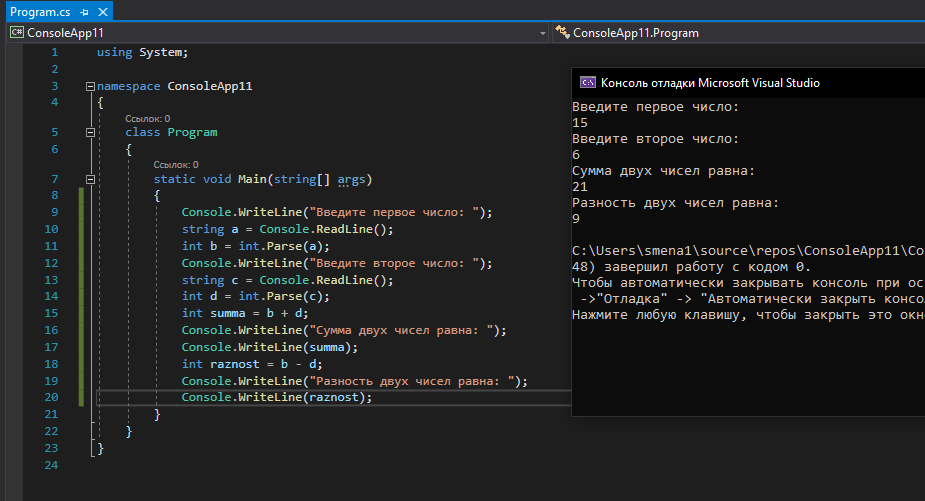 Program.cs
C# ConsoleApp11
ConsoleApp11.Program
1 using System;
2
3 namespace ConsoleApp11
4 {
Ссылок: 0
5 class Program
6 {
Ссылок: 0
7 static void Main(string[] args)
8 {
9 Console.WriteLine("Введите первое число: ");
10 string a = Console.ReadLine();
11 int b = int.Parse(a);
12 Console.WriteLine("Введите второе число: ");
13 string c = Console.ReadLine();
14 int d = int.Parse(c);
15 int summa = b + d;
16 Console.WriteLine("Сумма двух чисел равна: ");
17 Console.WriteLine(summa);
18 int raznost = b - d;
19 Console.WriteLine("Разность двух чисел равна: ");
20 Console.WriteLine(raznost);
21 }
22 }
23 }
24
Консоль отладки Microsoft Visual Studio
Введите первое число:
15
Введите второе число:
6
Сумма двух чисел равна:
21
Разность двух чисел равна:
9
C:\Users\smena1\source\repos\ConsoleApp11\Co
48) завершил работу с кодом 0.
Чтобы автоматически закрывать консоль при ос
->"Отладка" -> "Автоматически закрыть консо
Нажмите любую клавишу, чтобы закрыть это окн